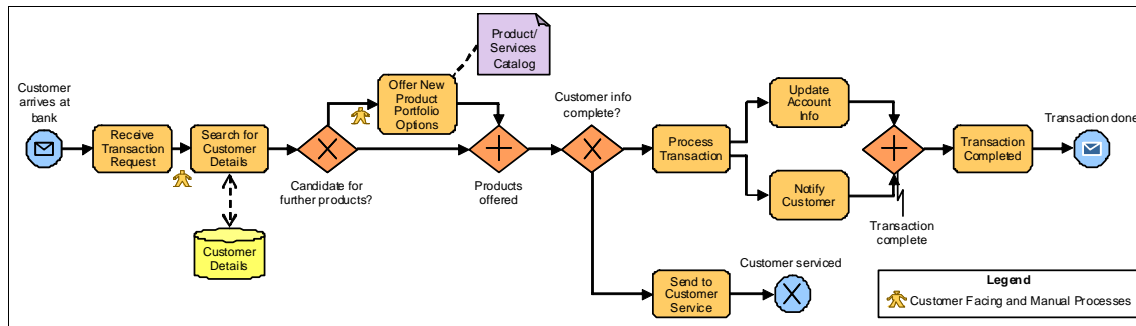 Customer
arrives at
bank
Receive
Transaction
Request
Search for
Customer
Details
Customer
Details
Candidate for
further products?
Offer New
Product
Portfolio
Options
Product/
Services
Catalog
Products
offered
Customer info
complete?
Process
Transaction
Update
Account
Info
Notify
Customer
Transaction
complete
Transaction
Completed
Transaction done
Send to
Customer
Service
Customer serviced
Legend
Customer Facing and Manual Processes